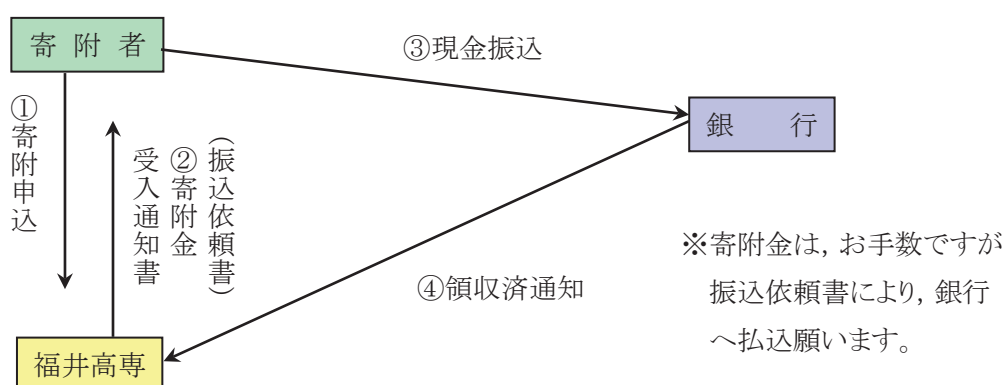 寄 附 者
③現金振込
銀　行
①寄附申込
(振込依頼書)
②寄附金
受入通知書
④領収済通知
※寄附金は，お手数ですが
振込依頼書により，銀行
へ払込願います。
福井高専